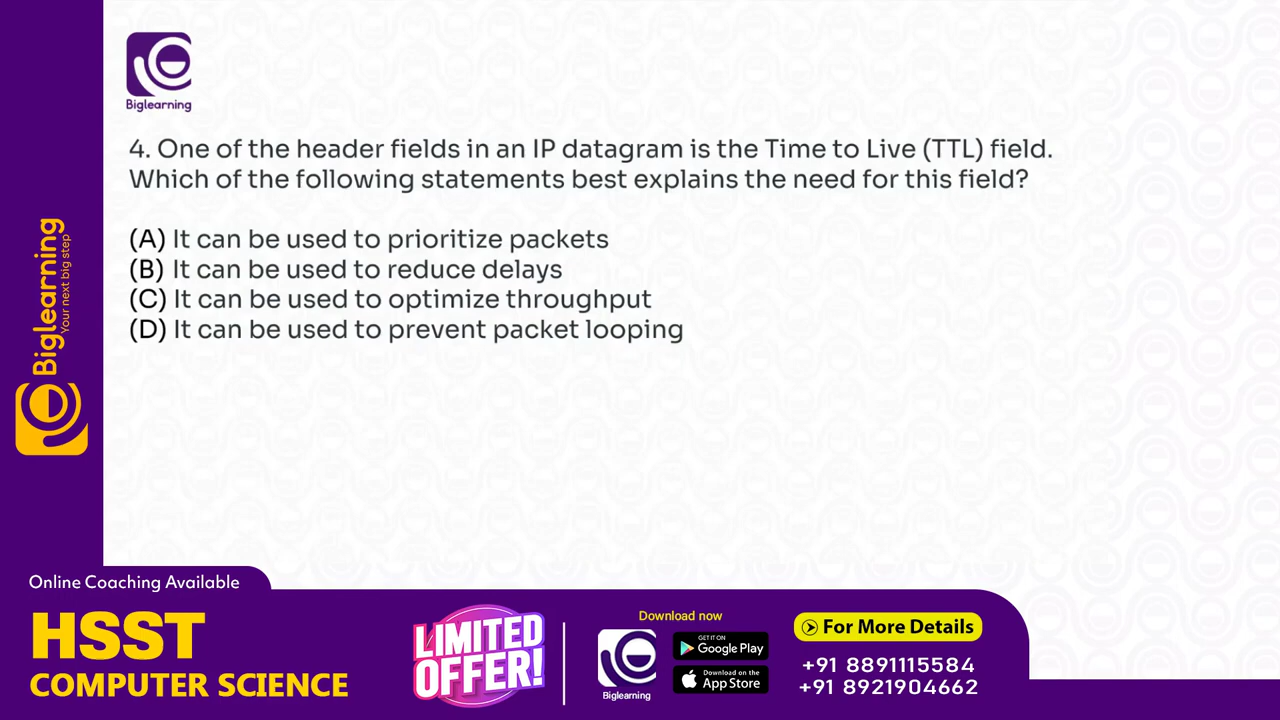 Biglearning
4. One of the header fields in an IP datagram is the Time to Live (TTL) field.
Which of the following statements best explains the need for this field?
(A) It can be used to prioritize packets
(B) It can be used to reduce delays
(C) It can be used to optimize throughput
(D) It can be used to prevent packet looping
Biglearning
Your next big step
Online Coaching Available
HSST
COMPUTER SCIENCE
LIMITED
OFFER!
Download now
Biglearning
GET IT ON
Google Play
Download on the
App Store
For More Details
+91 8891115584
+91 8921904662